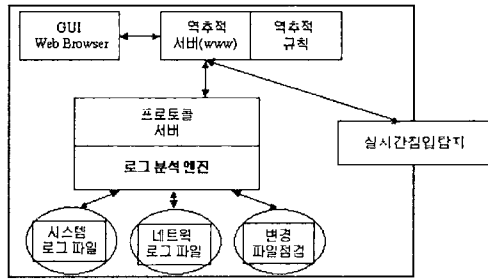 GUI
Web Browser
역추적
서버(www)
역추적
규칙
프로토콜
서버
실시간침입탐지
로그 분석 엔진
시스템
로그 파일
네트웍
로그 파일
변경
파일점검